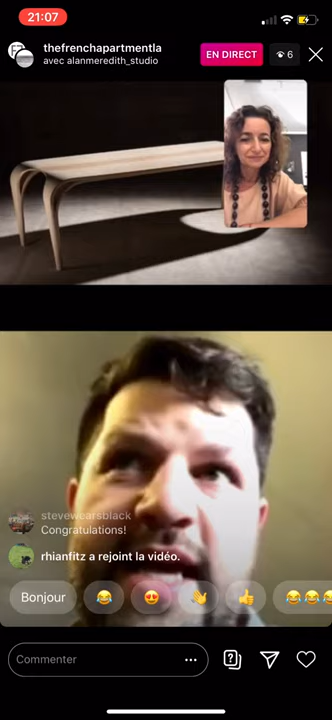 21:07
thefrenchapartmentla
avec alanmeredith_studio
EN DIRECT
6
stevewearsblack
Congratulations!
rhianfitz a rejoint la vidéo.
Bonjour
Commenter